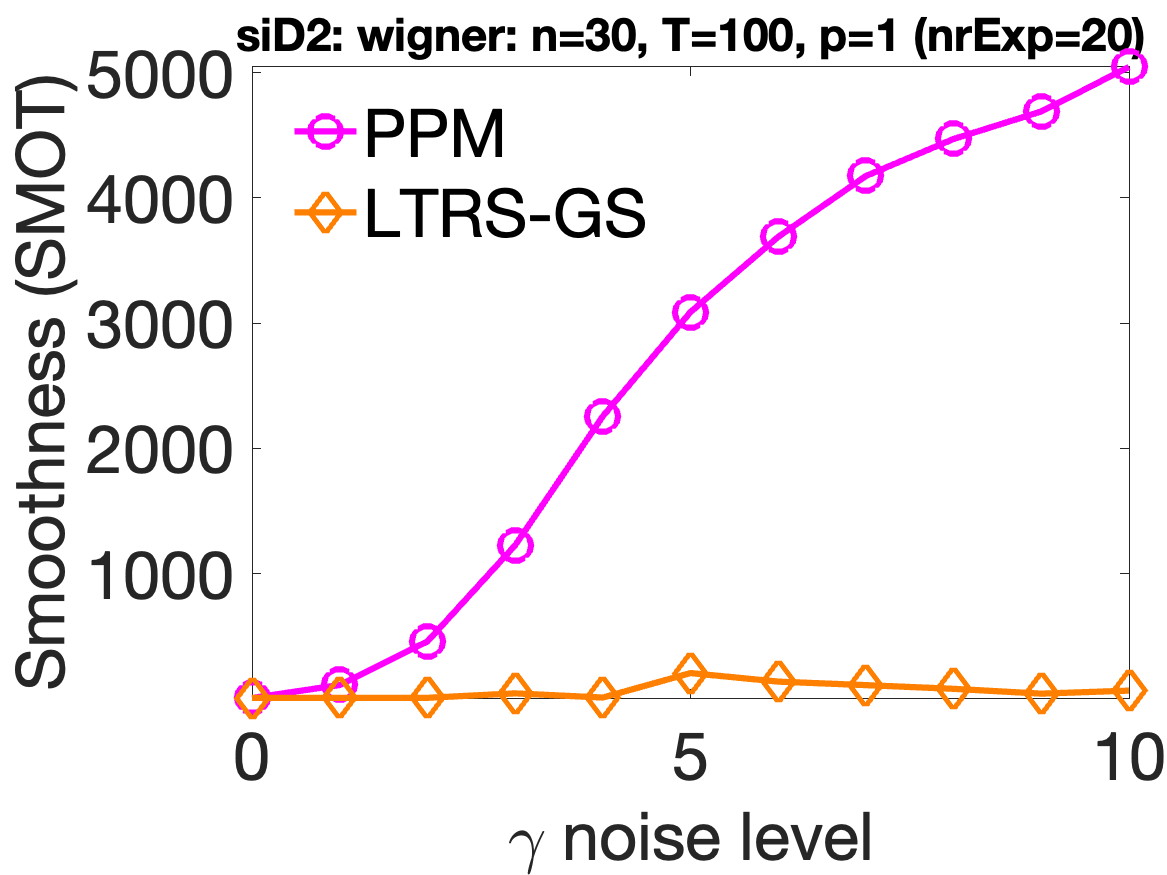 siD2: wigner: n=30, T=100, p=1 (nrExp=20)
Smoothness (SMOT)
5000
4000
3000
2000
1000
PPM
LTRS-GS
0
5
10
γ noise level